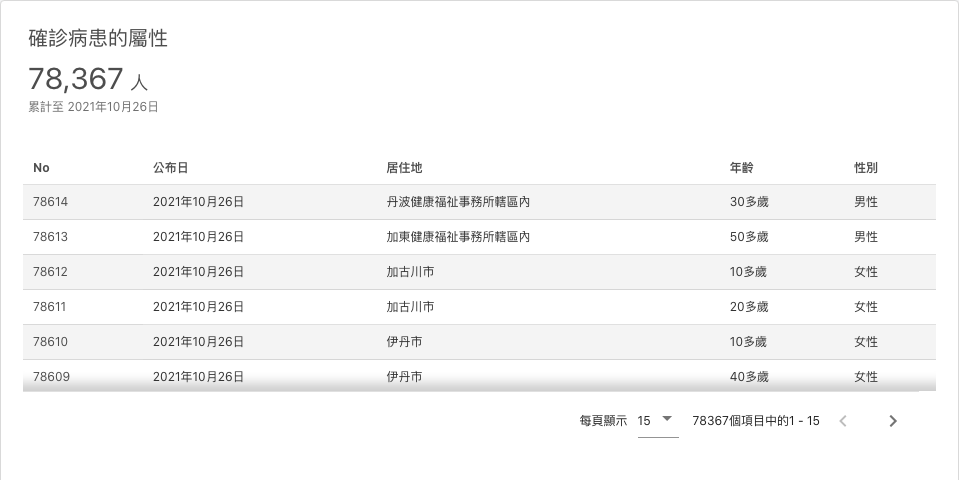 確診病患的屬性
78,367 人
累計至 2021年10月26日
No 公布日 居住地 年齡 性別
78614 2021年10月26日 丹波健康福祉事務所轄區內 30多歲 男性
78613 2021年10月26日 加東健康福祉事務所轄區內 50多歲 男性
78612 2021年10月26日 加古川市 10多歲 女性
78611 2021年10月26日 加古川市 20多歲 女性
78610 2021年10月26日 伊丹市 10多歲 女性
78609 2021年10月26日 伊丹市 40多歲 女性
每頁顯示 15 78367個項目中的1 - 15